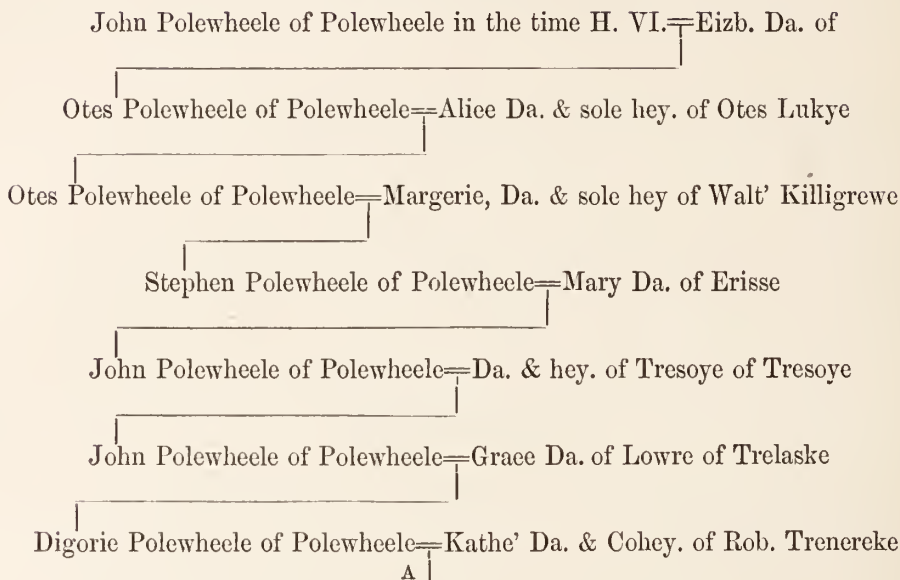 John Polewheele of Polewheele in the time H. VI.=Eizb. Da. of
Otes Polewheele of Polewheele=Alice Da. & sole hey. of Otes Lukye
Otes Polewheele of Polewheele=Margerie, Da. & sole hey of Walt' Killigrewe
Stephen Polewheele of Polewheele=Mary Da. of Erisse
John Polewheele of Polewheele=Da. & hey. of Tresoye of Tresoye
John Polewheele of Polewheele=Grace Da. of Lowre of Trelaske
Digorie Polewheele of Polewheele=Kathe' Da. & Cohey. of Rob. Trenereke
A